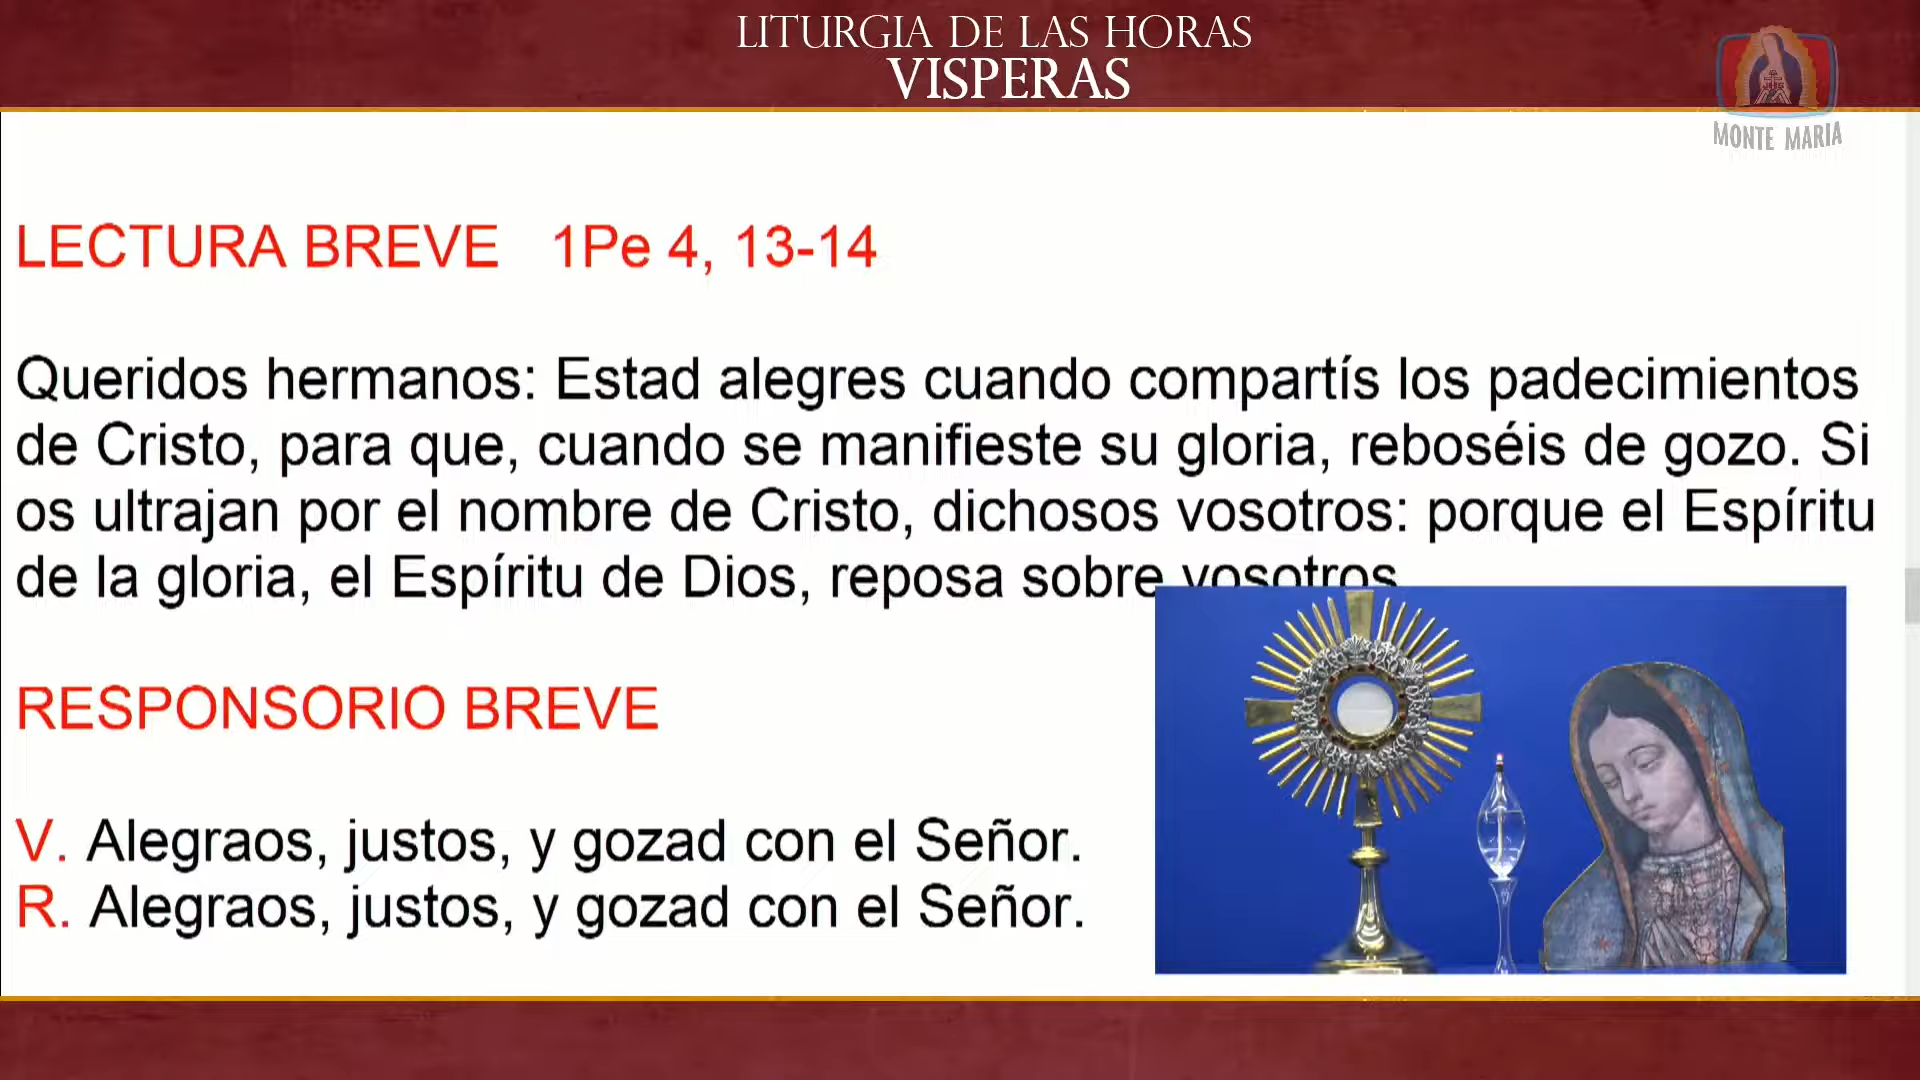 LITURGIA DE LAS HORAS
VISPERAS
MONTE MARIA
LECTURA BREVE 1Pe 4, 13-14
Queridos hermanos: Estad alegres cuando compartís los padecimientos
de Cristo, para que, cuando se manifieste su gloria, reboséis de gozo. Si
os ultrajan por el nombre de Cristo, dichosos vosotros: porque el Espíritu
de la gloria, el Espíritu de Dios, reposa sobre vosotros
RESPONSORIO BREVE
V. Alegraos, justos, y gozad con el Señor.
R. Alegraos, justos, y gozad con el Señor.